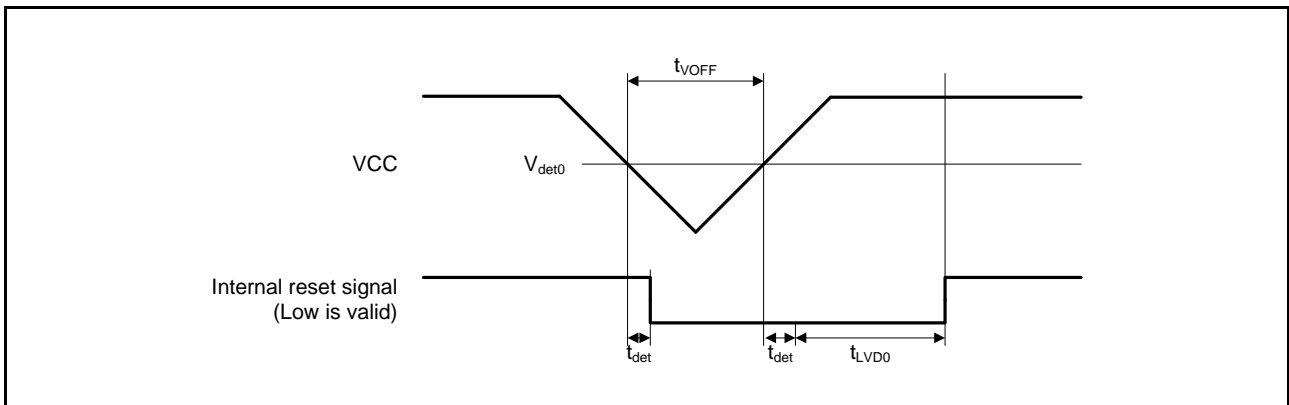 tVOFF
VCC
Vdet0
Internal reset signal
(Low is valid)
tdet
tdet
tLVD0